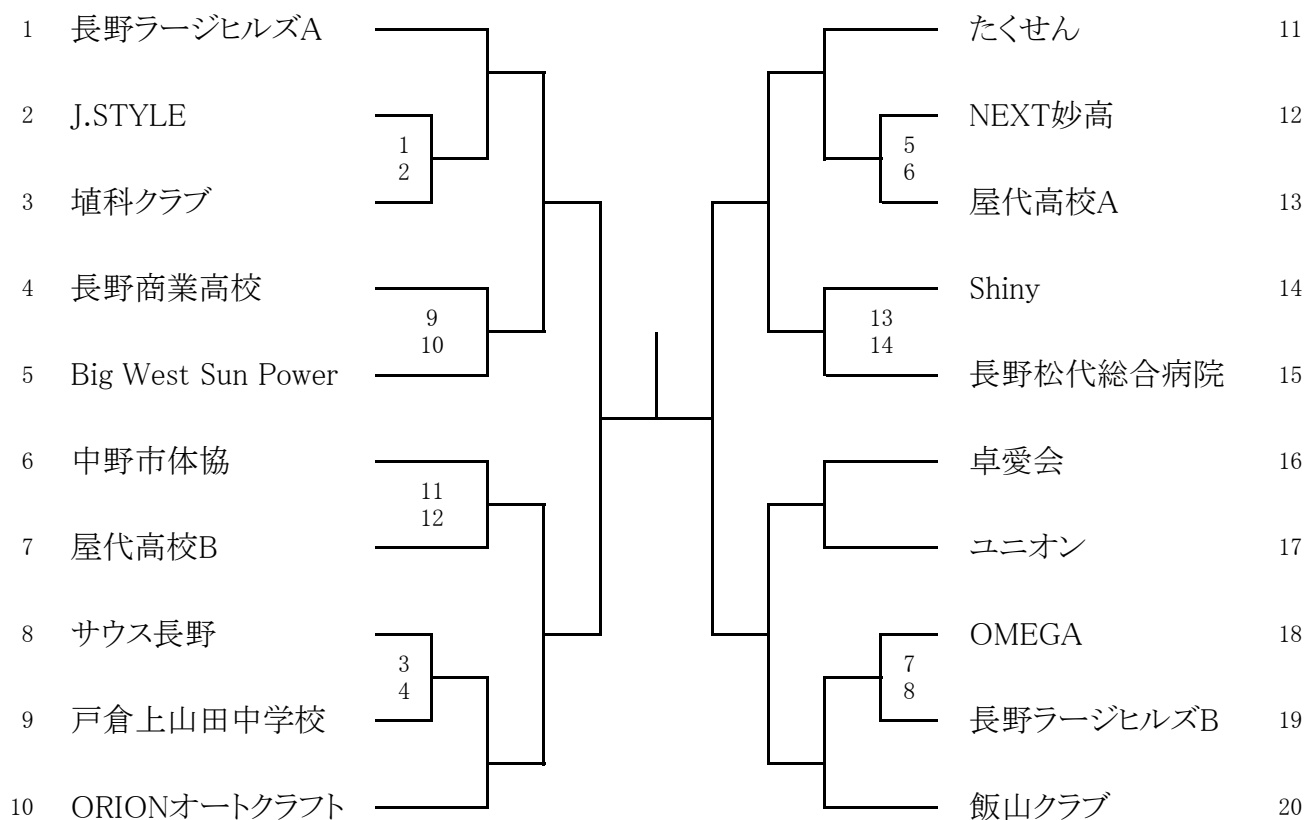 1 長野ラージヒルズA
2 J.STYLE
1
2
3 埴科クラブ
4 長野商業高校
9
10
5 Big West Sun Power
6 中野市体協
11
12
7 屋代高校B
8 サウス長野
3
4
9 戸倉上山田中学校
10 ORIONオートクラフト
たくせん 11
NEXT妙高 12
5
6
屋代高校A 13
Shiny 14
13
14
長野松代総合病院 15
卓愛会 16
ユニオン 17
OMEGA 18
7
8
長野ラージヒルズB 19
飯山クラブ 20